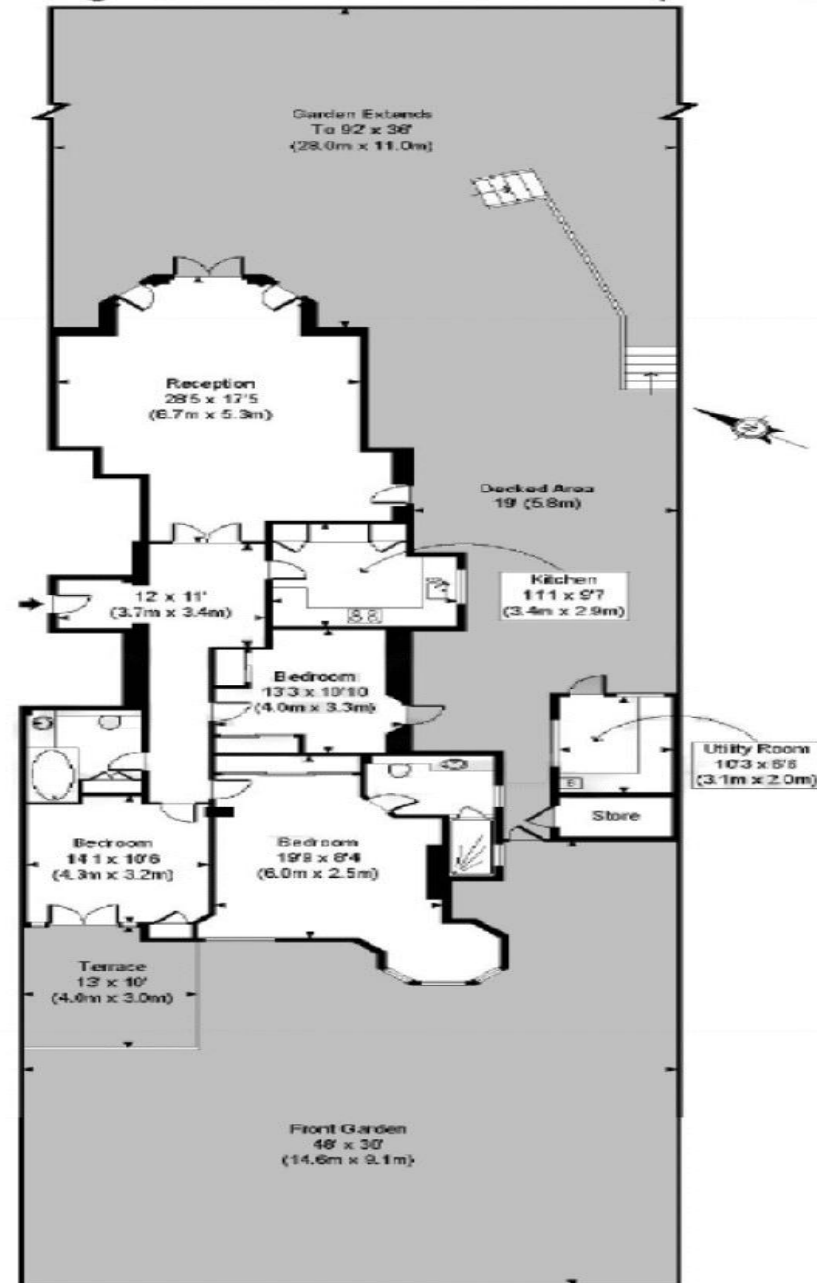 Garden Extends
To 92' x 36'
(28.0m x 11.0m)
Reception
28'5 x 17'5
(8.7m x 5.3m)
Decked Area
19' (5.8m)
Kitchen
11'1 x 9'7
(3.4m x 2.9m)
12' x 11'
(3.7m x 3.4m)
Bedroom
13'3 x 10'10
(4.0m x 3.3m)
Utility Room
10'3 x 6'6
(3.1m x 2.0m)
Store
Bedroom
14'1 x 10'6
(4.3m x 3.2m)
Bedroom
19'9 x 8'4
(6.0m x 2.5m)
Terrace
13' x 10'
(4.0m x 3.0m)
Front Garden
48' x 30'
(14.6m x 9.1m)